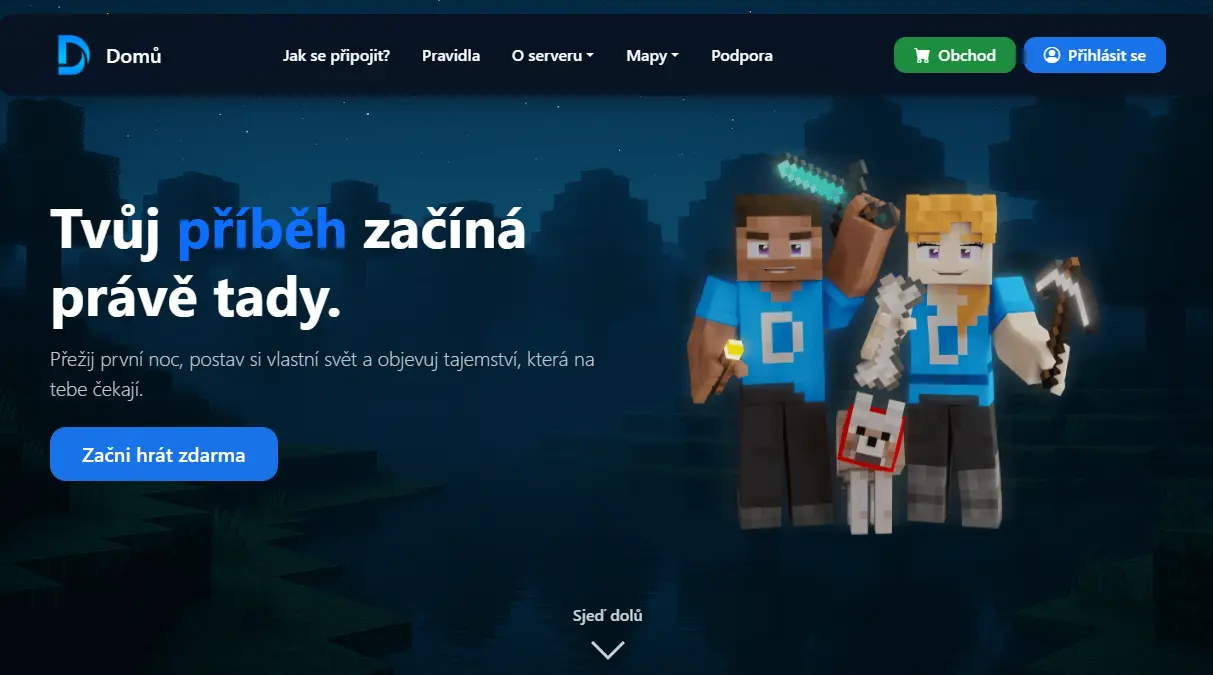 Domů
Jak se připojit?
Pravidla
O serveru
Mapy
Podpora
Obchod
Přihlásit se
Tvůj příběh začíná
právě tady.
Přežij první noc, postav si vlastní svět a objevuj tajemství, která na
tebe čekají.
Začni hrát zdarma
D
D
Sjeď dolů